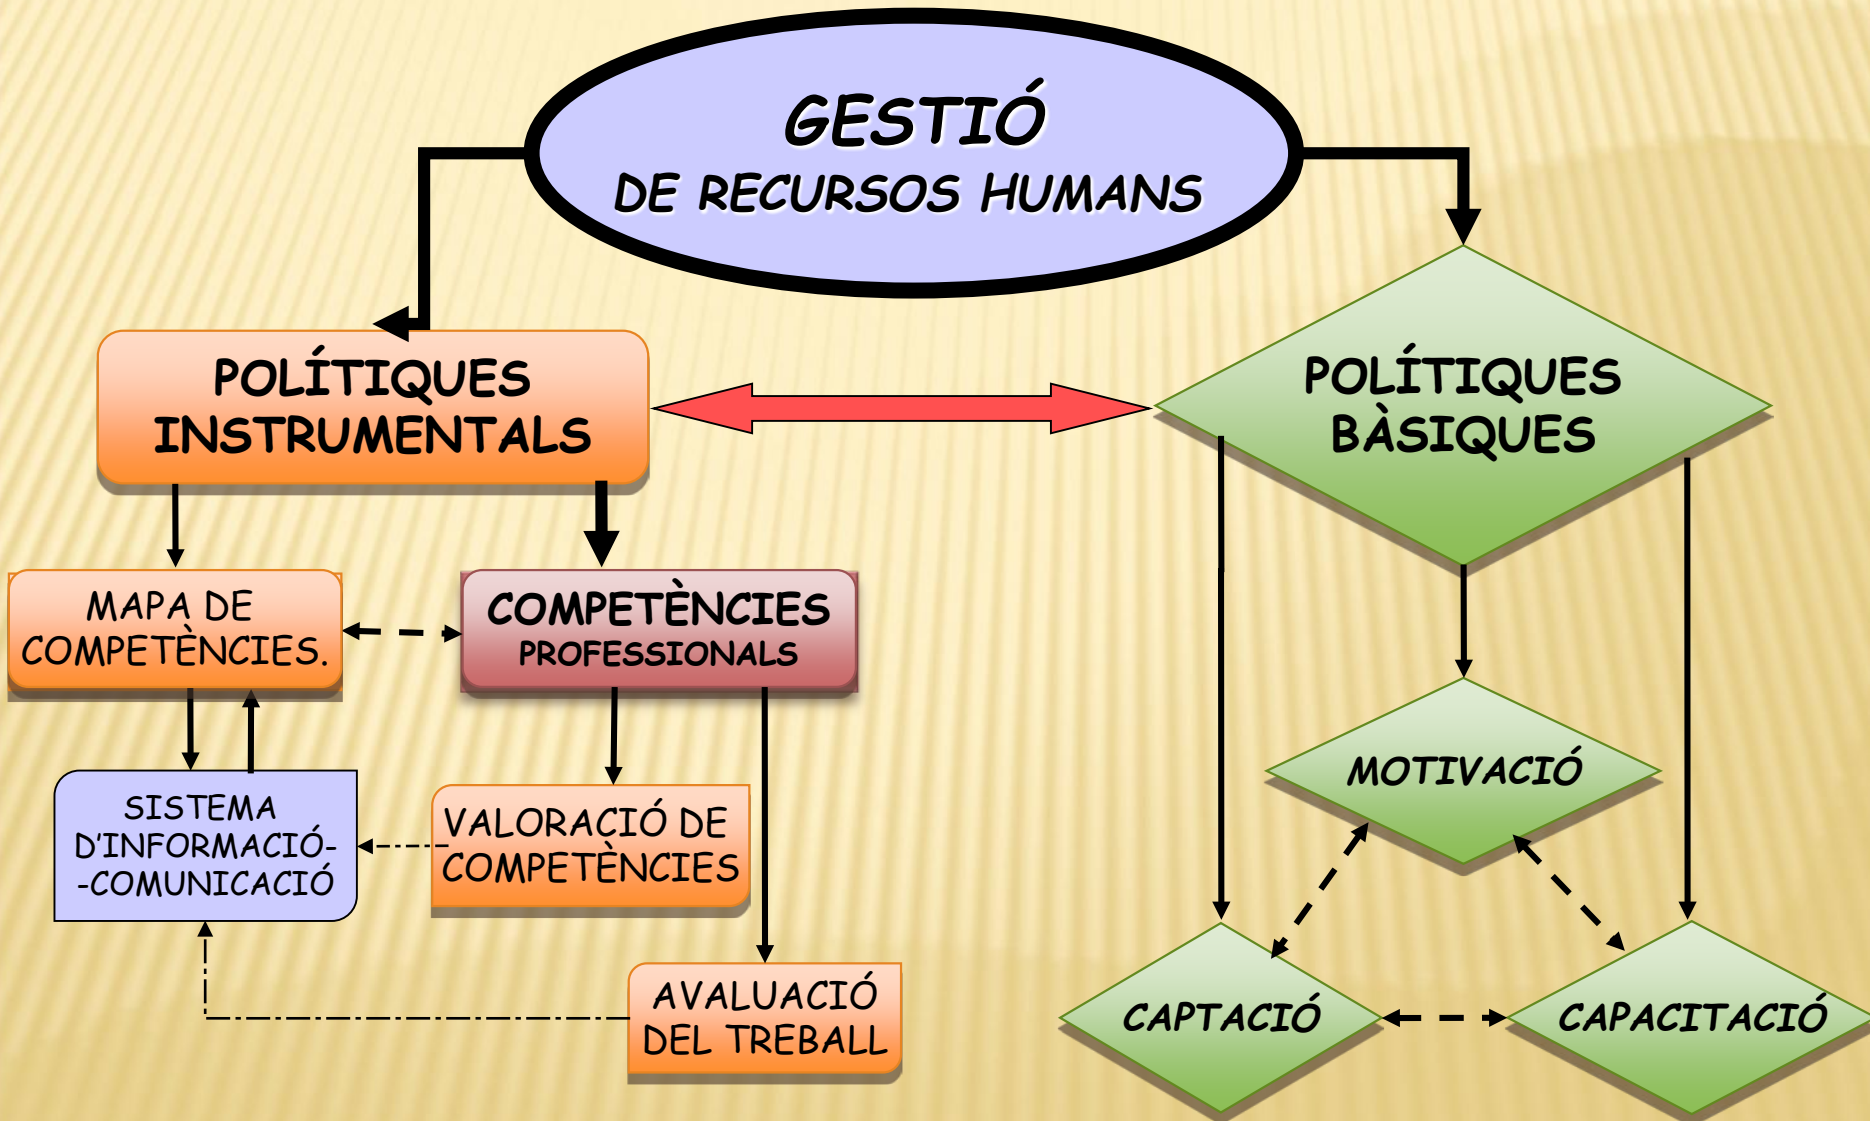 GESTIÓ
DE RECURSOS HUMANS
POLÍTIQUES
INSTRUMENTALS
POLÍTIQUES
BÀSIQUES
MAPA DE
COMPETÈNCIES.
COMPETÈNCIES
PROFESSIONALS
SISTEMA
D'INFORMACIÓ-
-COMUNICACIÓ
VALORACIÓ DE
COMPETÈNCIES
AVALUACIÓ
DEL TREBALL
MOTIVACIÓ
CAPTACIÓ
CAPACITACIÓ